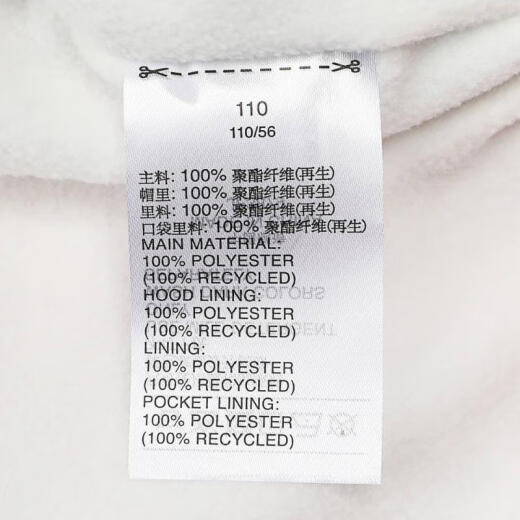 110
110/56
主料: 100% 聚酯纤维(再生)
帽里: 100% 聚酯纤维(再生)
里料: 100% 聚酯纤维(再生)
口袋里料: 100% 聚酯纤维(再生)
MAIN MATERIAL:
100% POLYESTER
(100% RECYCLED)
HOOD LINING:
100% POLYESTER
(100% RECYCLED)
LINING:
100% POLYESTER
(100% RECYCLED)
POCKET LINING:
100% POLYESTER
(100% RECYCLED)